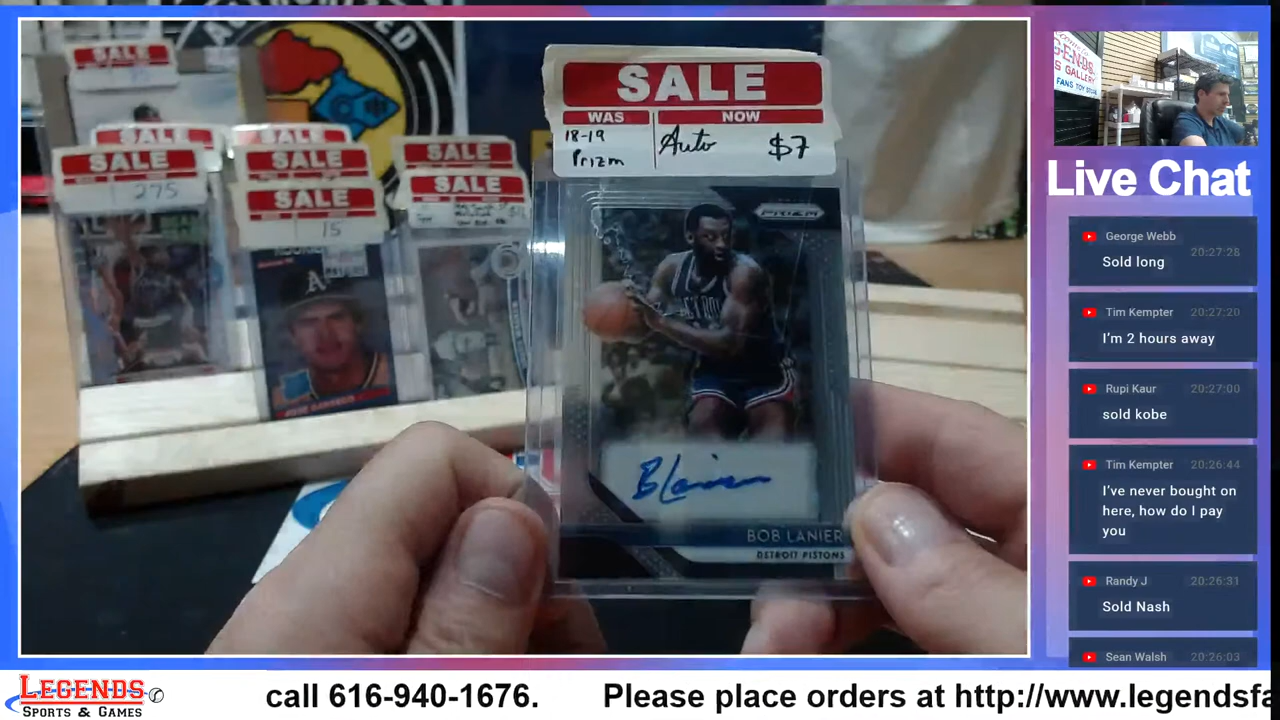 SALE
WAS NOW
18-19
Prizm
Auto $7
PRIZM
BOB LANIER
DETROIT PISTONS
SALE
SALE
275
SALE
SALE
SALE
15
SALE
SALE
A's
Live Chat
George Webb 20:27:28
Sold long
Tim Kempter 20:27:20
I'm 2 hours away
Rupi Kaur 20:27:00
sold kobe
Tim Kempter 20:26:44
I've never bought on
here, how do I pay
you
Randy J 20:26:31
Sold Nash
Sean Walsh 20:26:03
LEGENDS
SPORTS & GAMES
call 616-940-1676. Please place orders at http://www.legendsfa